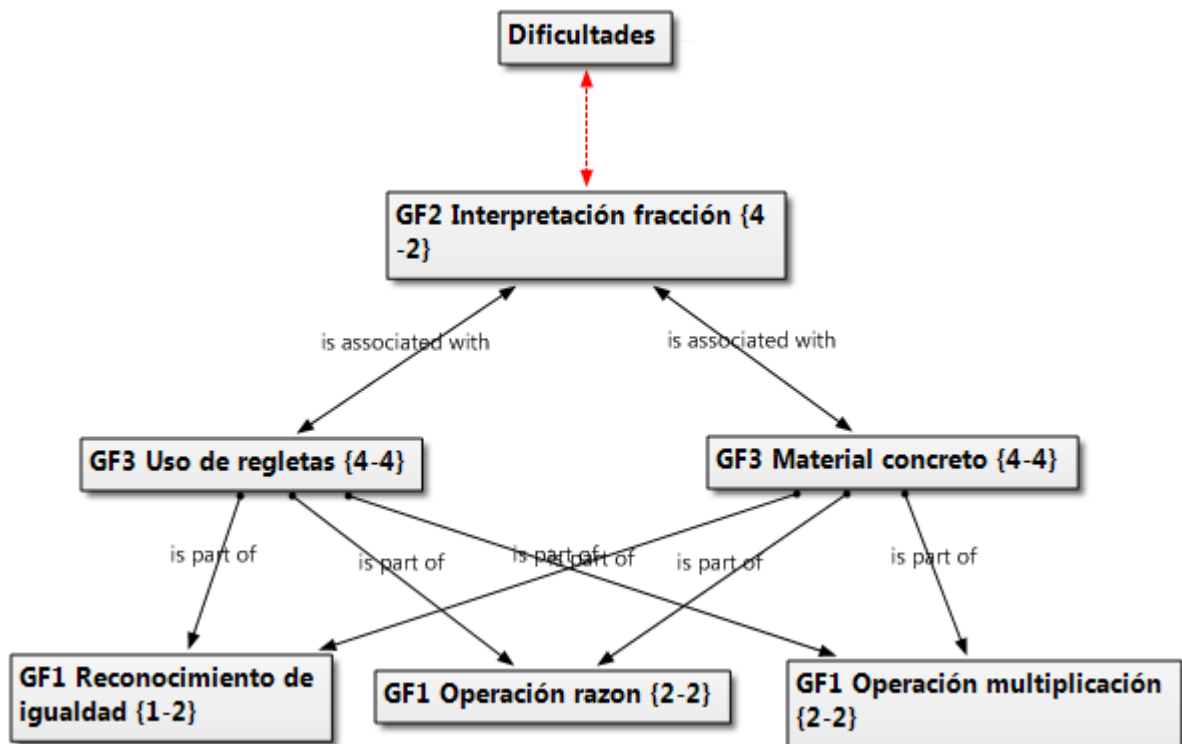 Dificultades
GF2 Interpretación fracción {4
-2}
is associated with
is associated with
GF3 Uso de regletas {4-4}
GF3 Material concreto {4-4}
is part of
is part of
is part of
is part of
is part of
is part of
GF1 Reconocimiento de
igualdad {1-2}
GF1 Operación razon {2-2}
GF1 Operación multiplicación
{2-2}